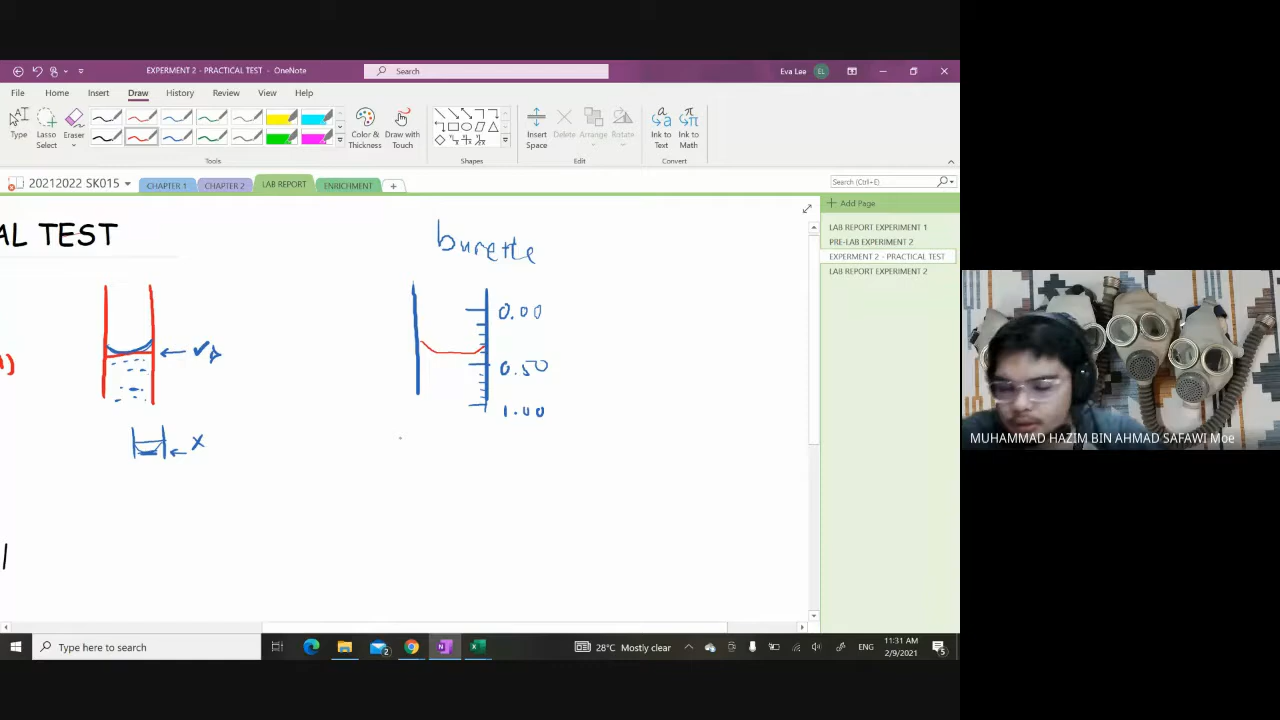 EXPERMENT 2 - PRACTICAL TEST - OneNote
Search
Eva Lee EL
File Home Insert Draw History Review View Help
Type
Lasso Select
Eraser
Color & Thickness
Draw with Touch
Insert Space
Delete
Arrange
Rotate
Ink to Text
Ink to Math
Tools
Shapes
Edit
Convert
20212022 SK015
CHAPTER 1
CHAPTER 2
LAB REPORT
ENRICHMENT
Search (Ctrl+E)
Add Page
LAB REPORT EXPERIMENT 1
PRE-LAB EXPERIMENT 2
EXPERMENT 2 - PRACTICAL TEST
LAB REPORT EXPERIMENT 2
AL TEST
burette
0.00
0.50
1.00
MUHAMMAD HAZIM BIN AHMAD SAFAWI Moe
Type here to search
2
28°C Mostly clear
ENG
11:31 AM
2/9/2021
5